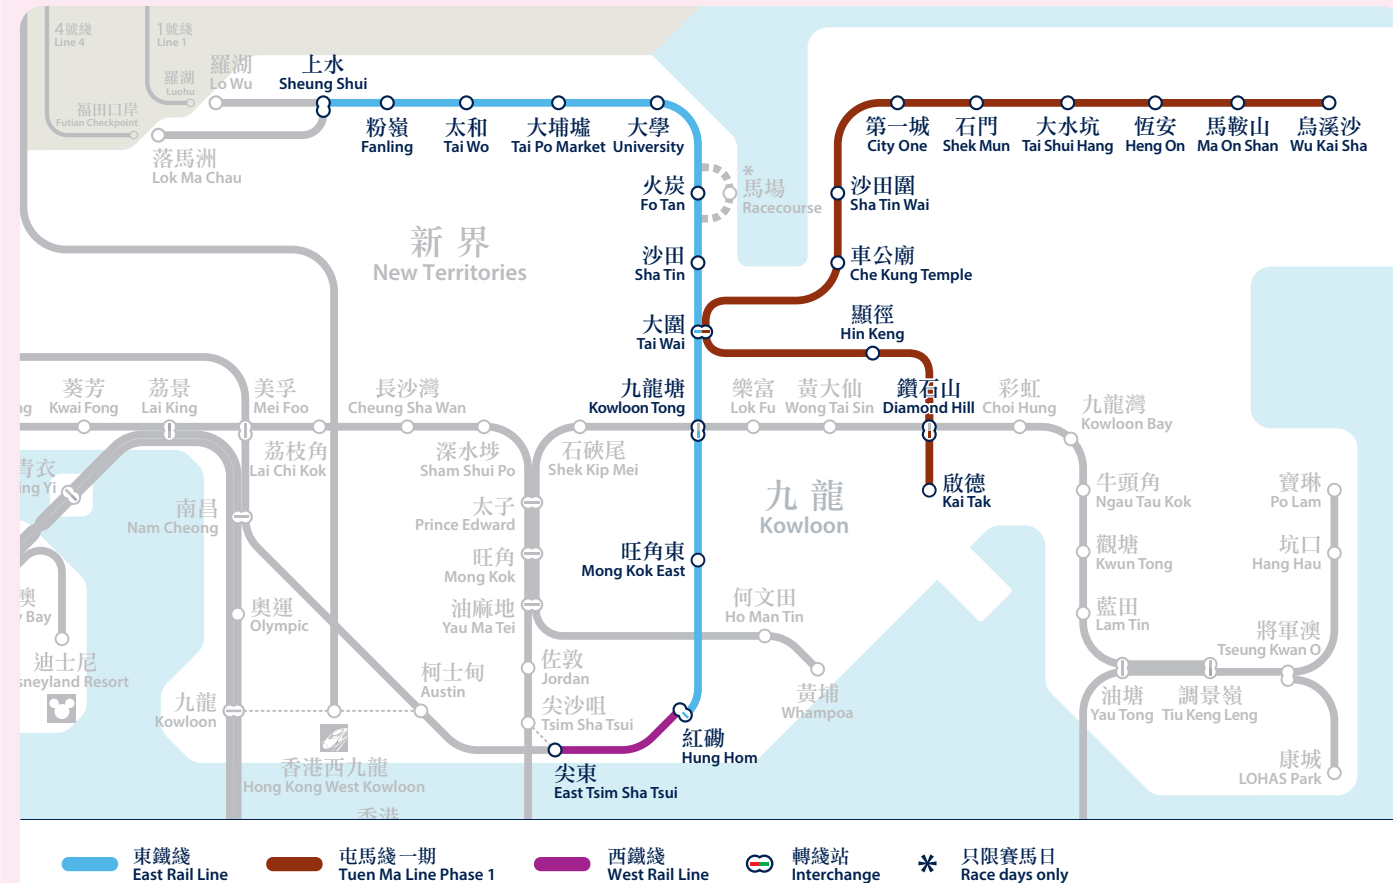 4號綫
Line 4
1號綫
Line 1
羅湖
Luohu
福田口岸
Futian Checkpoint
羅湖
Lo Wu
上水
Sheung Shui
落馬洲
Lok Ma Chau
粉嶺
Fanling
太和
Tai Wo
大埔墟
Tai Po Market
大學
University
火炭
Fo Tan
*
馬場
Racecourse
沙田
Sha Tin
大圍
Tai Wai
第一城
City One
石門
Shek Mun
大水坑
Tai Shui Hang
恆安
Heng On
馬鞍山
Ma On Shan
烏溪沙
Wu Kai Sha
沙田圍
Sha Tin Wai
車公廟
Che Kung Temple
顯徑
Hin Keng
新界
New Territories
葵芳
Kwai Fong
荔景
Lai King
美孚
Mei Foo
荔枝角
Lai Chi Kok
長沙灣
Cheung Sha Wan
深水埗
Sham Shui Po
石硤尾
Shek Kip Mei
九龍塘
Kowloon Tong
樂富
Lok Fu
黃大仙
Wong Tai Sin
鑽石山
Diamond Hill
彩虹
Choi Hung
九龍灣
Kowloon Bay
啟德
Kai Tak
青衣
ing Yi
南昌
Nam Cheong
太子
Prince Edward
旺角
Mong Kok
油麻地
Yau Ma Tei
九龍
Kowloon
旺角東
Mong Kok East
牛頭角
Ngau Tau Kok
觀塘
Kwun Tong
藍田
Lam Tin
寶琳
Po Lam
坑口
Hang Hau
將軍澳
Tseung Kwan O
油塘
Yau Tong
調景嶺
Tiu Keng Leng
康城
LOHAS Park
澳
Bay
迪士尼
sneyland Resort
奧運
Olympic
九龍
Kowloon
柯士甸
Austin
佐敦
Jordan
尖沙咀
Tsim Sha Tsui
何文田
Ho Man Tin
黃埔
Whampoa
紅磡
Hung Hom
尖東
East Tsim Sha Tsui
香港西九龍
Hong Kong West Kowloon
香港
東鐵綫
East Rail Line
屯馬綫一期
Tuen Ma Line Phase 1
西鐵綫
West Rail Line
轉綫站
Interchange
*
只限賽馬日
Race days only